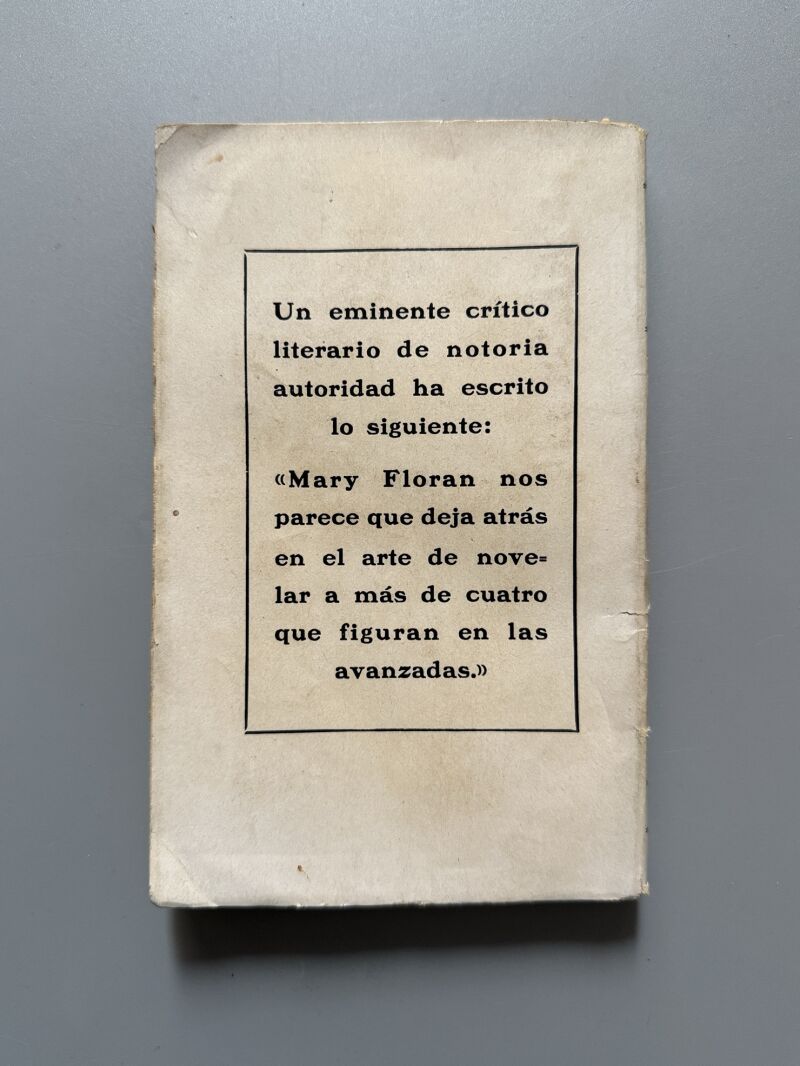 Un eminente crítico
literario de notoria
autoridad ha escrito
lo siguiente:
«Mary Floran nos
parece que deja atrás
en el arte de nove=
lar a más de cuatro
que figuran en las
avanzadas.»